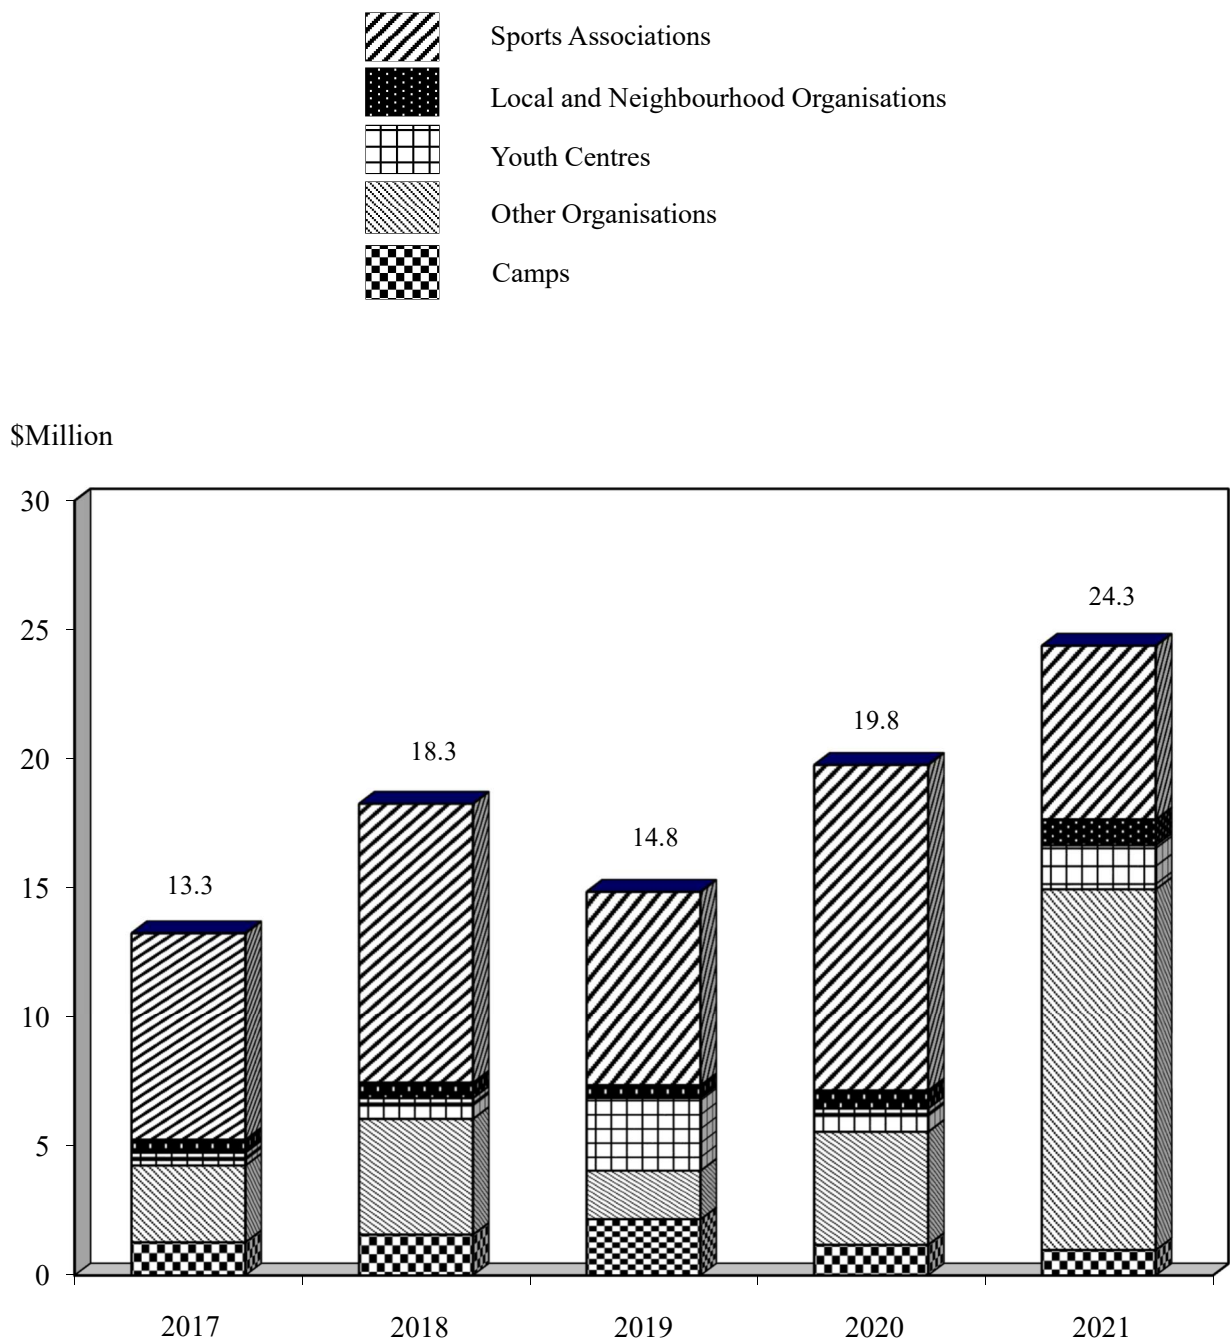 Sports Associations
Local and Neighbourhood Organisations
Youth Centres
Other Organisations
Camps
$Million
30
25
20
15
10
5
0
13.3
18.3
14.8
19.8
24.3
2017
2018
2019
2020
2021